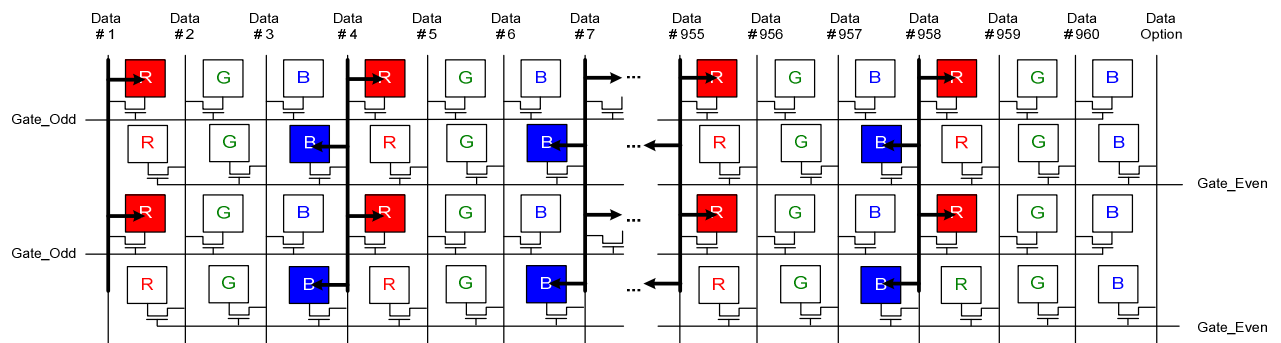 Data #1 Data #2 Data #3 Data #4 Data #5 Data #6 Data #7 Data #955 Data #956 Data #957 Data #958 Data #959 Data #960 Data Option
R G B R G B ... R G B R G B
Gate_Odd
R G B R G B ... R G B R G B
Gate_Even
R G B R G B ... R G B R G B
Gate_Odd
R G B R G B ... R G B R G B
Gate_Even